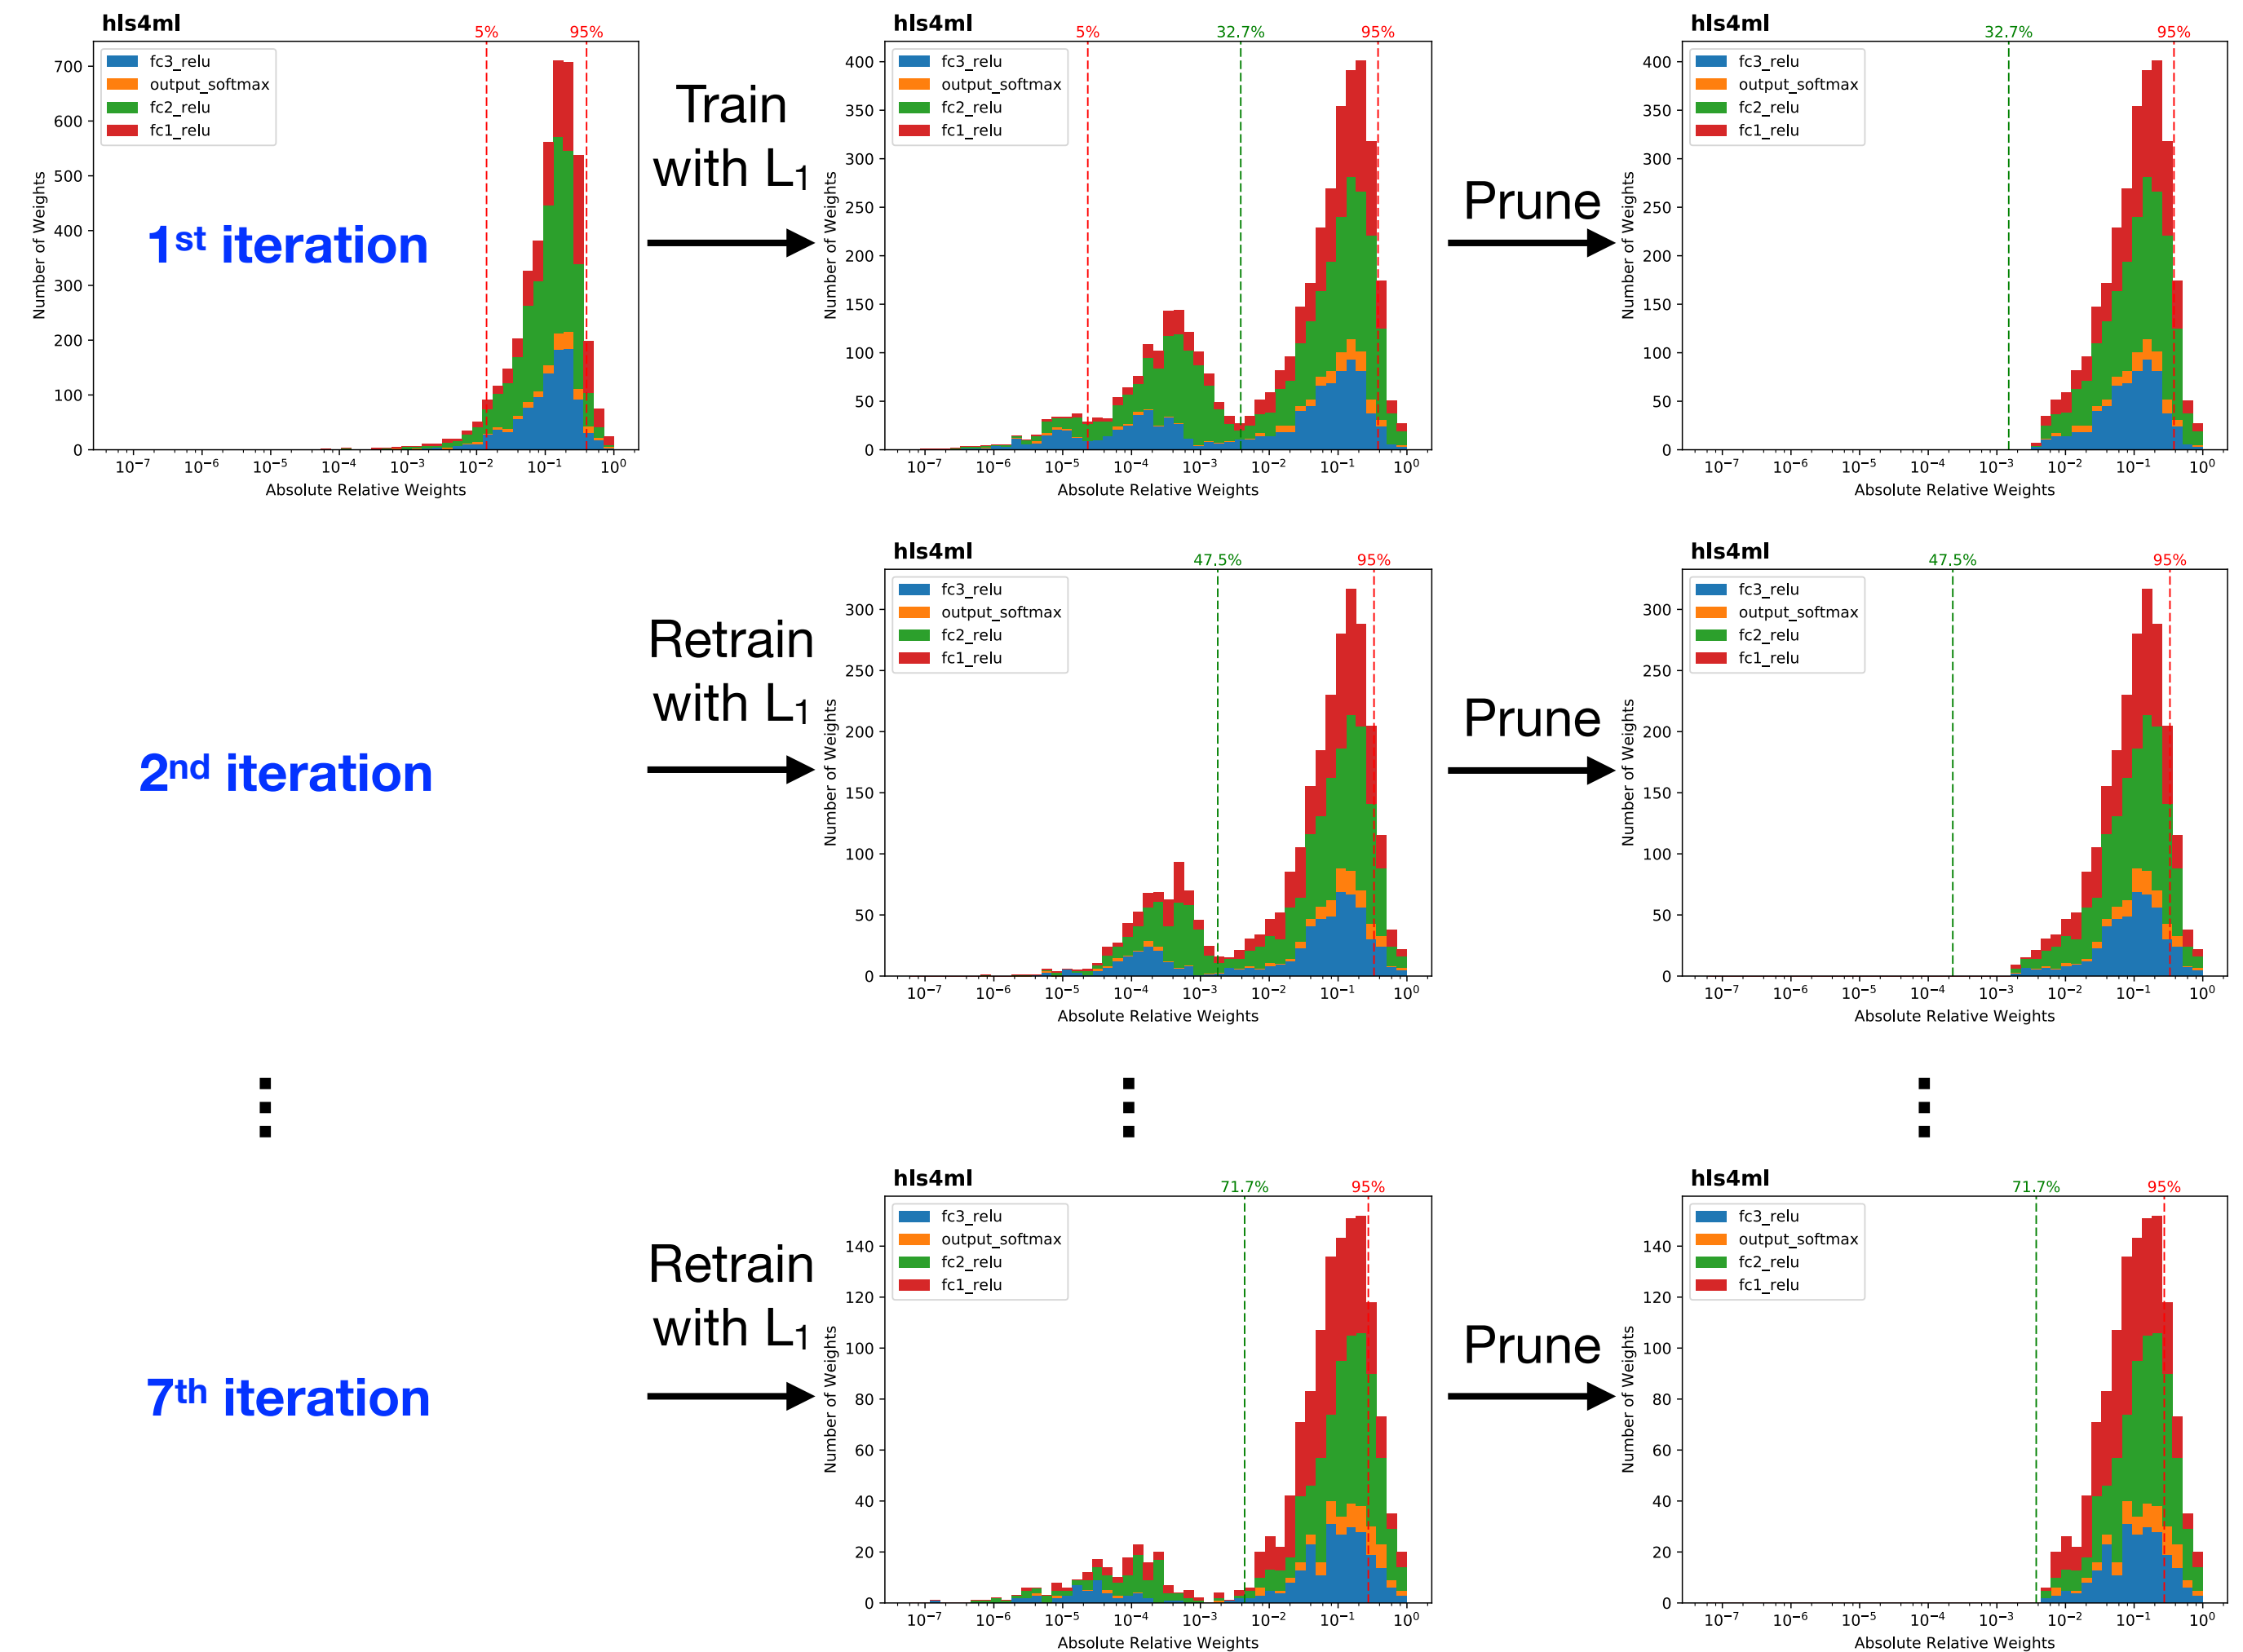 hls4ml
5% 95%
fc3_relu
output_softmax
fc2_relu
fc1_relu
Number of Weights
700
600
500
400
300
200
100
0
10⁻⁷ 10⁻⁶ 10⁻⁵ 10⁻⁴ 10⁻³ 10⁻² 10⁻¹ 10⁰
Absolute Relative Weights
1st iteration
Train
with L₁
hls4ml
5% 32.7% 95%
fc3_relu
output_softmax
fc2_relu
fc1_relu
Number of Weights
400
350
300
250
200
150
100
50
0
10⁻⁷ 10⁻⁶ 10⁻⁵ 10⁻⁴ 10⁻³ 10⁻² 10⁻¹ 10⁰
Absolute Relative Weights
Prune
hls4ml
32.7% 95%
fc3_relu
output_softmax
fc2_relu
fc1_relu
Number of Weights
400
350
300
250
200
150
100
50
0
10⁻⁷ 10⁻⁶ 10⁻⁵ 10⁻⁴ 10⁻³ 10⁻² 10⁻¹ 10⁰
Absolute Relative Weights
2nd iteration
Retrain
with L₁
hls4ml
47.5% 95%
fc3_relu
output_softmax
fc2_relu
fc1_relu
Number of Weights
300
250
200
150
100
50
0
10⁻⁷ 10⁻⁶ 10⁻⁵ 10⁻⁴ 10⁻³ 10⁻² 10⁻¹ 10⁰
Absolute Relative Weights
Prune
hls4ml
47.5% 95%
fc3_relu
output_softmax
fc2_relu
fc1_relu
Number of Weights
300
250
200
150
100
50
0
10⁻⁷ 10⁻⁶ 10⁻⁵ 10⁻⁴ 10⁻³ 10⁻² 10⁻¹ 10⁰
Absolute Relative Weights
7th iteration
Retrain
with L₁
hls4ml
71.7% 95%
fc3_relu
output_softmax
fc2_relu
fc1_relu
Number of Weights
140
120
100
80
60
40
20
0
10⁻⁷ 10⁻⁶ 10⁻⁵ 10⁻⁴ 10⁻³ 10⁻² 10⁻¹ 10⁰
Absolute Relative Weights
Prune
hls4ml
71.7% 95%
fc3_relu
output_softmax
fc2_relu
fc1_relu
Number of Weights
140
120
100
80
60
40
20
0
10⁻⁷ 10⁻⁶ 10⁻⁵ 10⁻⁴ 10⁻³ 10⁻² 10⁻¹ 10⁰
Absolute Relative Weights